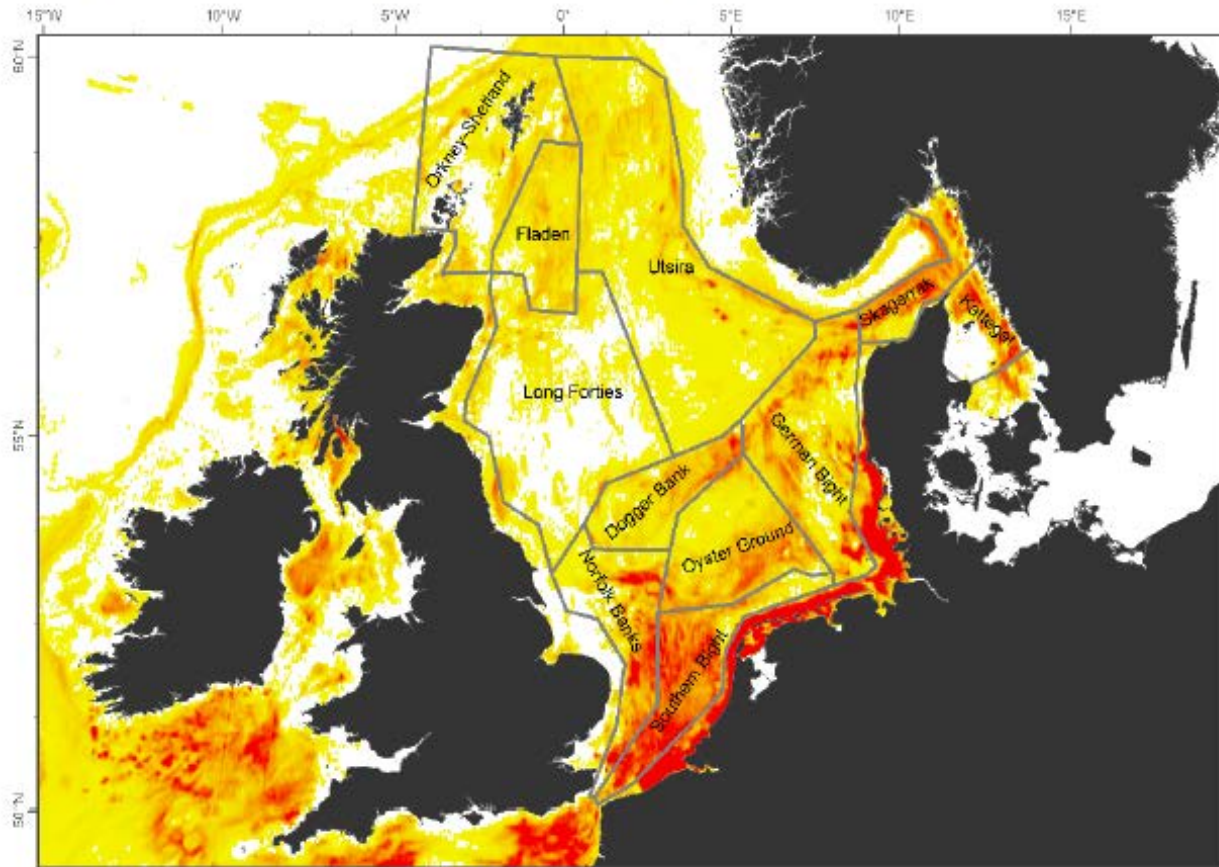 15°W
10°W
5°W
0°
5°E
10°E
15°E
60°N
55°N
50°N
Orkney-Shetland
Fladen
Utsira
Skagarrak
Kattegat
Long Forties
German Bight
Dogger Bank
Oyster Ground
Norfolk Banks
Southern Bight